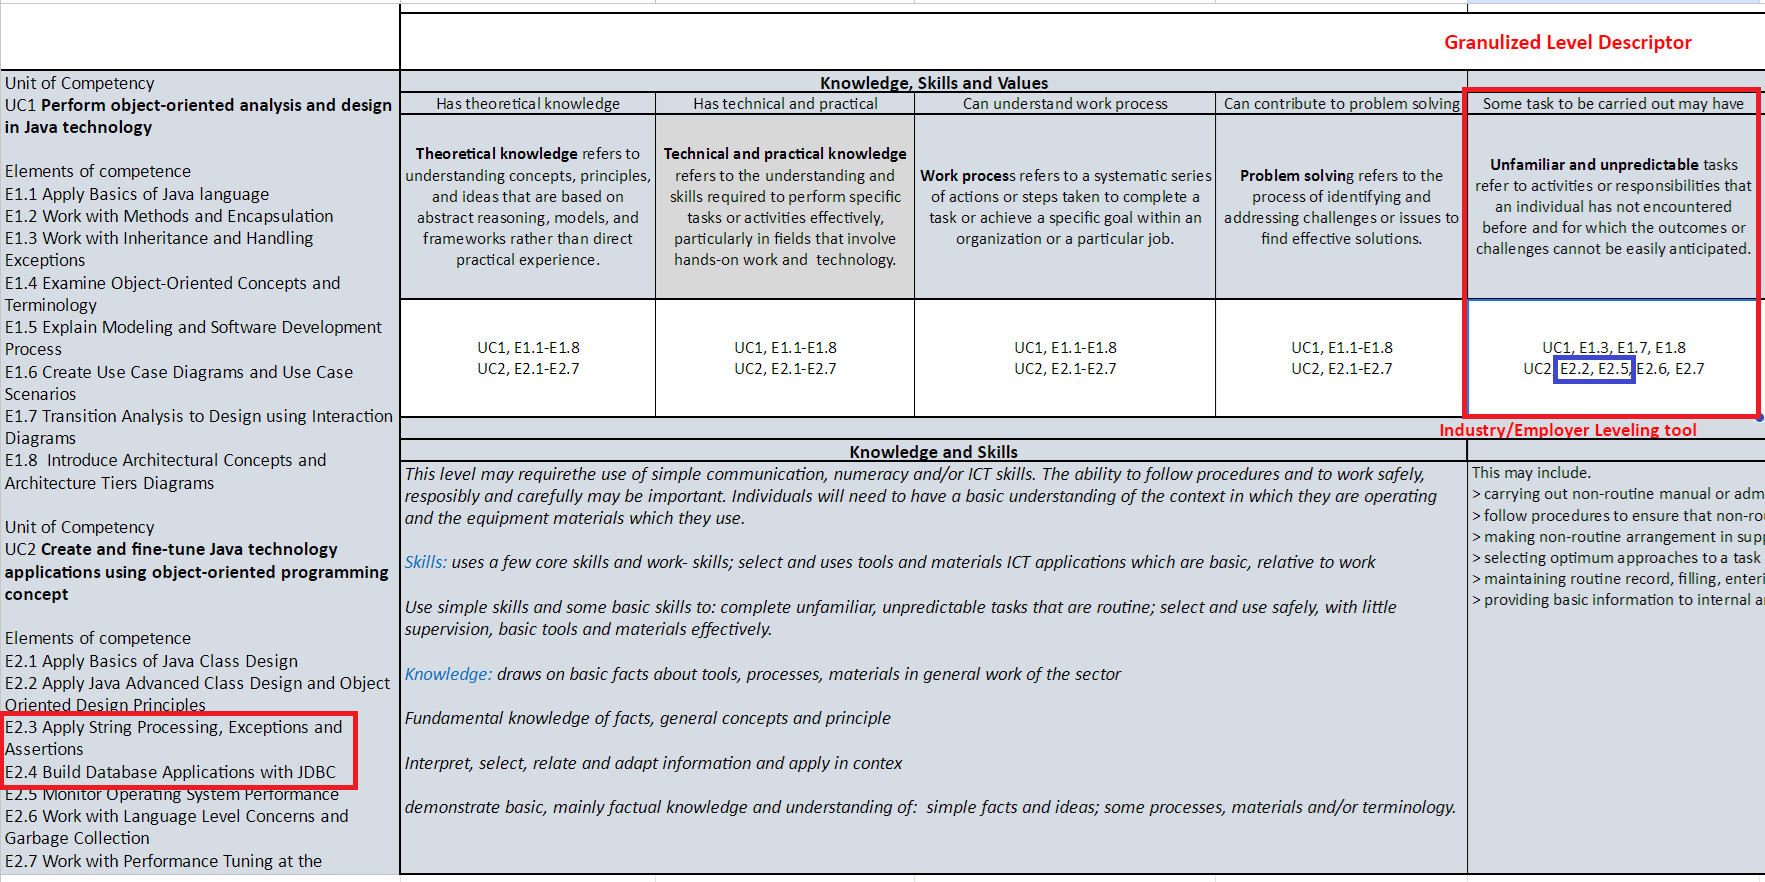 Granulized Level Descriptor
Unit of Competency
UC1 Perform object-oriented analysis and design
in Java technology
Elements of competence
E1.1 Apply Basics of Java language
E1.2 Work with Methods and Encapsulation
E1.3 Work with Inheritance and Handling
Exceptions
E1.4 Examine Object-Oriented Concepts and
Terminology
E1.5 Explain Modeling and Software Development
Process
E1.6 Create Use Case Diagrams and Use Case
Scenarios
E1.7 Transition Analysis to Design using Interaction
Diagrams
E1.8 Introduce Architectural Concepts and
Architecture Tiers Diagrams
Unit of Competency
UC2 Create and fine-tune Java technology
applications using object-oriented programming
concept
Elements of competence
E2.1 Apply Basics of Java Class Design
E2.2 Apply Java Advanced Class Design and Object
Oriented Design Principles
E2.3 Apply String Processing, Exceptions and
Assertions
E2.4 Build Database Applications with JDBC
E2.5 Monitor Operating System Performance
E2.6 Work with Language Level Concerns and
Garbage Collection
E2.7 Work with Performance Tuning at the
Knowledge, Skills and Values
Has theoretical knowledge
Theoretical knowledge refers to
understanding concepts, principles,
and ideas that are based on
abstract reasoning, models, and
frameworks rather than direct
practical experience.
UC1, E1.1-E1.8
UC2, E2.1-E2.7
Has technical and practical
Technical and practical knowledge
refers to the understanding and
skills required to perform specific
tasks or activities effectively,
particularly in fields that involve
hands-on work and technology.
UC1, E1.1-E1.8
UC2, E2.1-E2.7
Can understand work process
Work process refers to a systematic series
of actions or steps taken to complete a
task or achieve a specific goal within an
organization or a particular job.
UC1, E1.1-E1.8
UC2, E2.1-E2.7
Can contribute to problem solving
Problem solving refers to the
process of identifying and
addressing challenges or issues to
find effective solutions.
UC1, E1.1-E1.8
UC2, E2.1-E2.7
Some task to be carried out may have
Unfamiliar and unpredictable tasks
refer to activities or responsibilities that
an individual has not encountered
before and for which the outcomes or
challenges cannot be easily anticipated.
UC1, E1.3, E1.7, E1.8
UC2 E2.2, E2.5, E2.6, E2.7
Industry/Employer Leveling tool
Knowledge and Skills
This level may requirethe use of simple communication, numeracy and/or ICT skills. The ability to follow procedures and to work safely,
resposibly and carefully may be important. Individuals will need to have a basic understanding of the context in which they are operating
and the equipment materials which they use.
Skills: uses a few core skills and work- skills; select and uses tools and materials ICT applications which are basic, relative to work
Use simple skills and some basic skills to: complete unfamiliar, unpredictable tasks that are routine; select and use safely, with little
supervision, basic tools and materials effectively.
Knowledge: draws on basic facts about tools, processes, materials in general work of the sector
Fundamental knowledge of facts, general concepts and principle
Interpret, select, relate and adapt information and apply in contex
demonstrate basic, mainly factual knowledge and understanding of: simple facts and ideas; some processes, materials and/or terminology.
This may include.
> carrying out non-routine manual or adm
> follow procedures to ensure that non-rou
> making non-routine arrangement in supp
> selecting optimum approaches to a task
> maintaining routine record, filling, enteri
> providing basic information to internal a